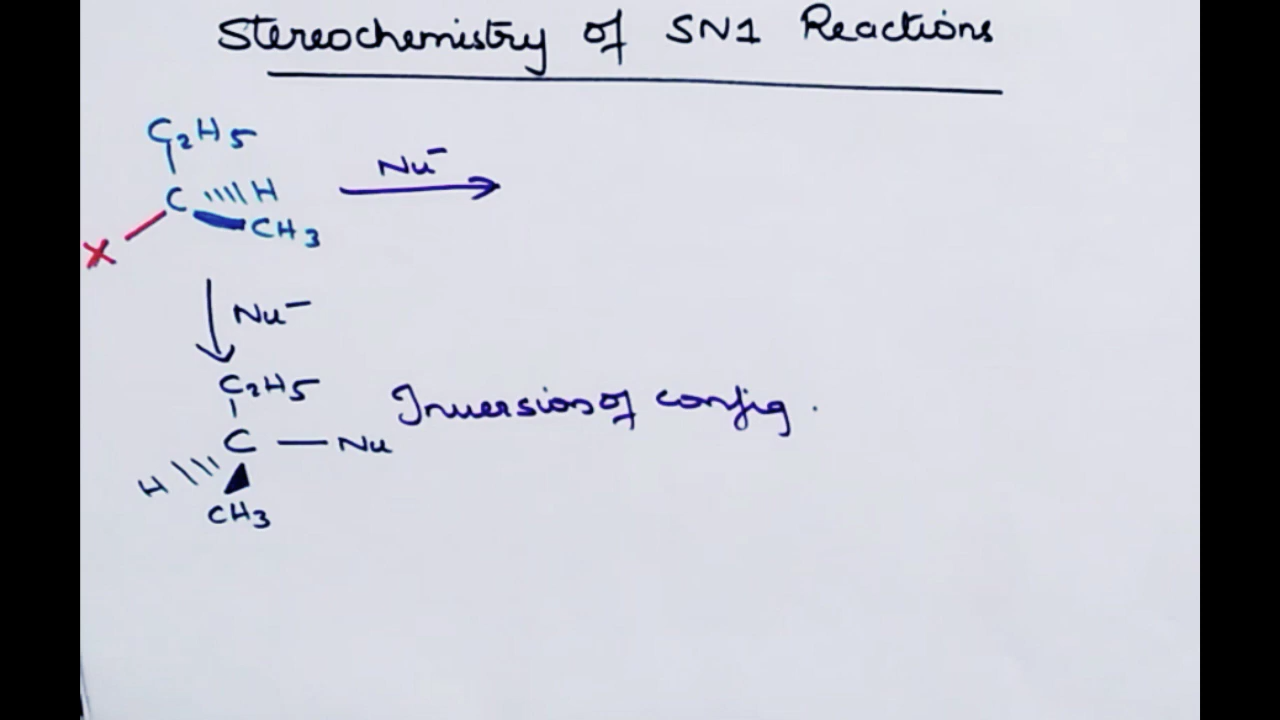 Stereochemistry of SN1 Reactions
C2H5
C H Nu-
X CH3
Nu-
C2H5
Inversion of config.
C — Nu
H
CH3